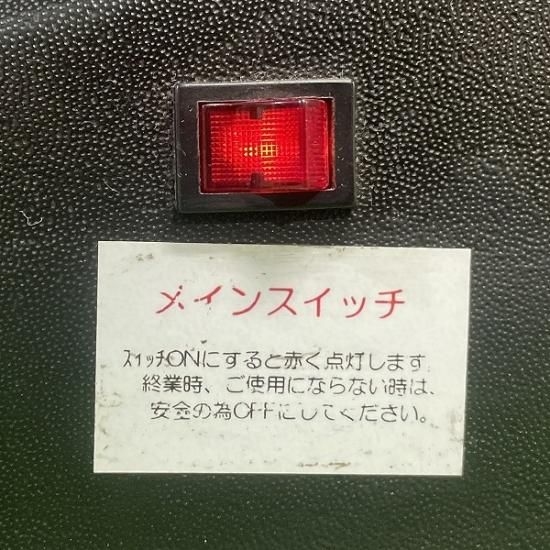 メインスイッチ
ｽｲｯﾁONにすると赤く点灯します。
終業時、ご使用にならない時は、
安全の為OFFにしてください。